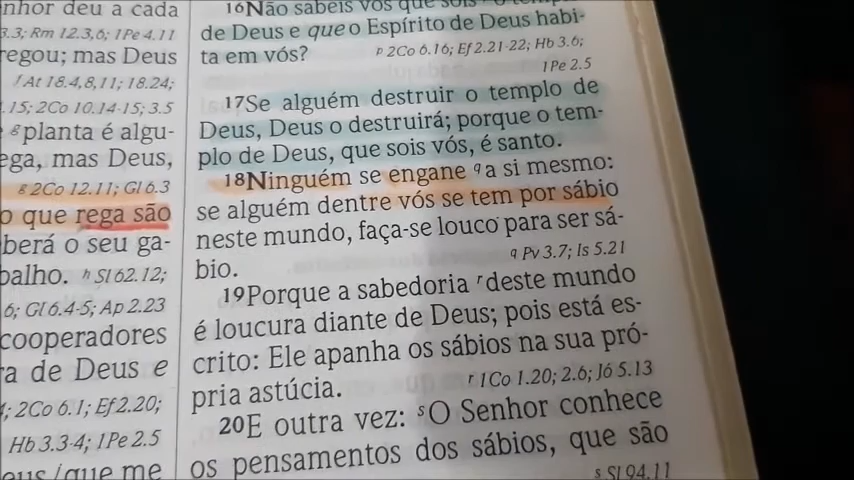 nhor deu a cada
3.3; Rm 12.3,6; 1Pe 4.11
regou; mas Deus
f At 18.4,8,11; 18.24;
.15; 2Co 10.14-15; 3.5
g planta é algu-
ega, mas Deus,
g 2Co 12.11; Gl 6.3
o que rega são
berá o seu ga-
balho. h Sl 62.12;
6; Gl 6.4-5; Ap 2.23
cooperadores
ra de Deus e
4; 2Co 6.1; Ef 2.20;
Hb 3.3-4; 1Pe 2.5
eus / que me
16Não sabeis vós que sois o templo
de Deus e que o Espírito de Deus habi-
ta em vós? p 2Co 6.16; Ef 2.21-22; Hb 3.6;
1Pe 2.5
17Se alguém destruir o templo de
Deus, Deus o destruirá; porque o tem-
plo de Deus, que sois vós, é santo.
18Ninguém se engane q a si mesmo:
se alguém dentre vós se tem por sábio
neste mundo, faça-se louco para ser sá-
bio. q Pv 3.7; Is 5.21
19Porque a sabedoria r deste mundo
é loucura diante de Deus; pois está es-
crito: Ele apanha os sábios na sua pró-
pria astúcia. r 1Co 1.20; 2.6; Jó 5.13
20E outra vez: s O Senhor conhece
os pensamentos dos sábios, que são
s Sl 94.11